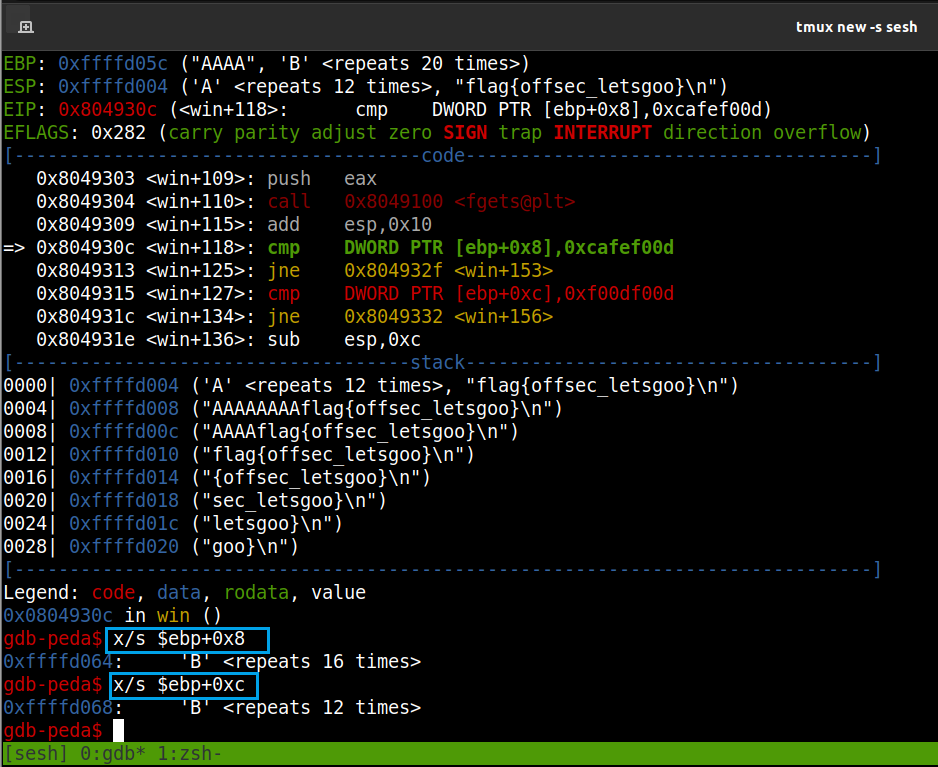 tmux new -s sesh
EBP: 0xffffd05c ("AAAA", 'B' <repeats 20 times>)
ESP: 0xffffd004 ('A' <repeats 12 times>, "flag{offsec_letsgoo}\n")
EIP: 0x804930c (<win+118>:      cmp    DWORD PTR [ebp+0x8],0xcafef00d)
EFLAGS: 0x282 (carry parity adjust zero SIGN trap INTERRUPT direction overflow)
[-------------------------------------code-------------------------------------]
   0x8049303 <win+109>: push   eax
   0x8049304 <win+110>: call   0x8049100 <fgets@plt>
   0x8049309 <win+115>: add    esp,0x10
=> 0x804930c <win+118>: cmp    DWORD PTR [ebp+0x8],0xcafef00d
   0x8049313 <win+125>: jne    0x804932f <win+153>
   0x8049315 <win+127>: cmp    DWORD PTR [ebp+0xc],0xf00df00d
   0x804931c <win+134>: jne    0x8049332 <win+156>
   0x804931e <win+136>: sub    esp,0xc
[------------------------------------stack-------------------------------------]
0000| 0xffffd004 ('A' <repeats 12 times>, "flag{offsec_letsgoo}\n")
0004| 0xffffd008 ("AAAAAAAAflag{offsec_letsgoo}\n")
0008| 0xffffd00c ("AAAAflag{offsec_letsgoo}\n")
0012| 0xffffd010 ("flag{offsec_letsgoo}\n")
0016| 0xffffd014 ("{offsec_letsgoo}\n")
0020| 0xffffd018 ("sec_letsgoo}\n")
0024| 0xffffd01c ("letsgoo}\n")
0028| 0xffffd020 ("goo}\n")
[------------------------------------------------------------------------------]
Legend: code, data, rodata, value
0x0804930c in win ()
gdb-peda$ x/s $ebp+0x8
0xffffd064:     'B' <repeats 16 times>
gdb-peda$ x/s $ebp+0xc
0xffffd068:     'B' <repeats 12 times>
gdb-peda$
[sesh] 0:gdb* 1:zsh-